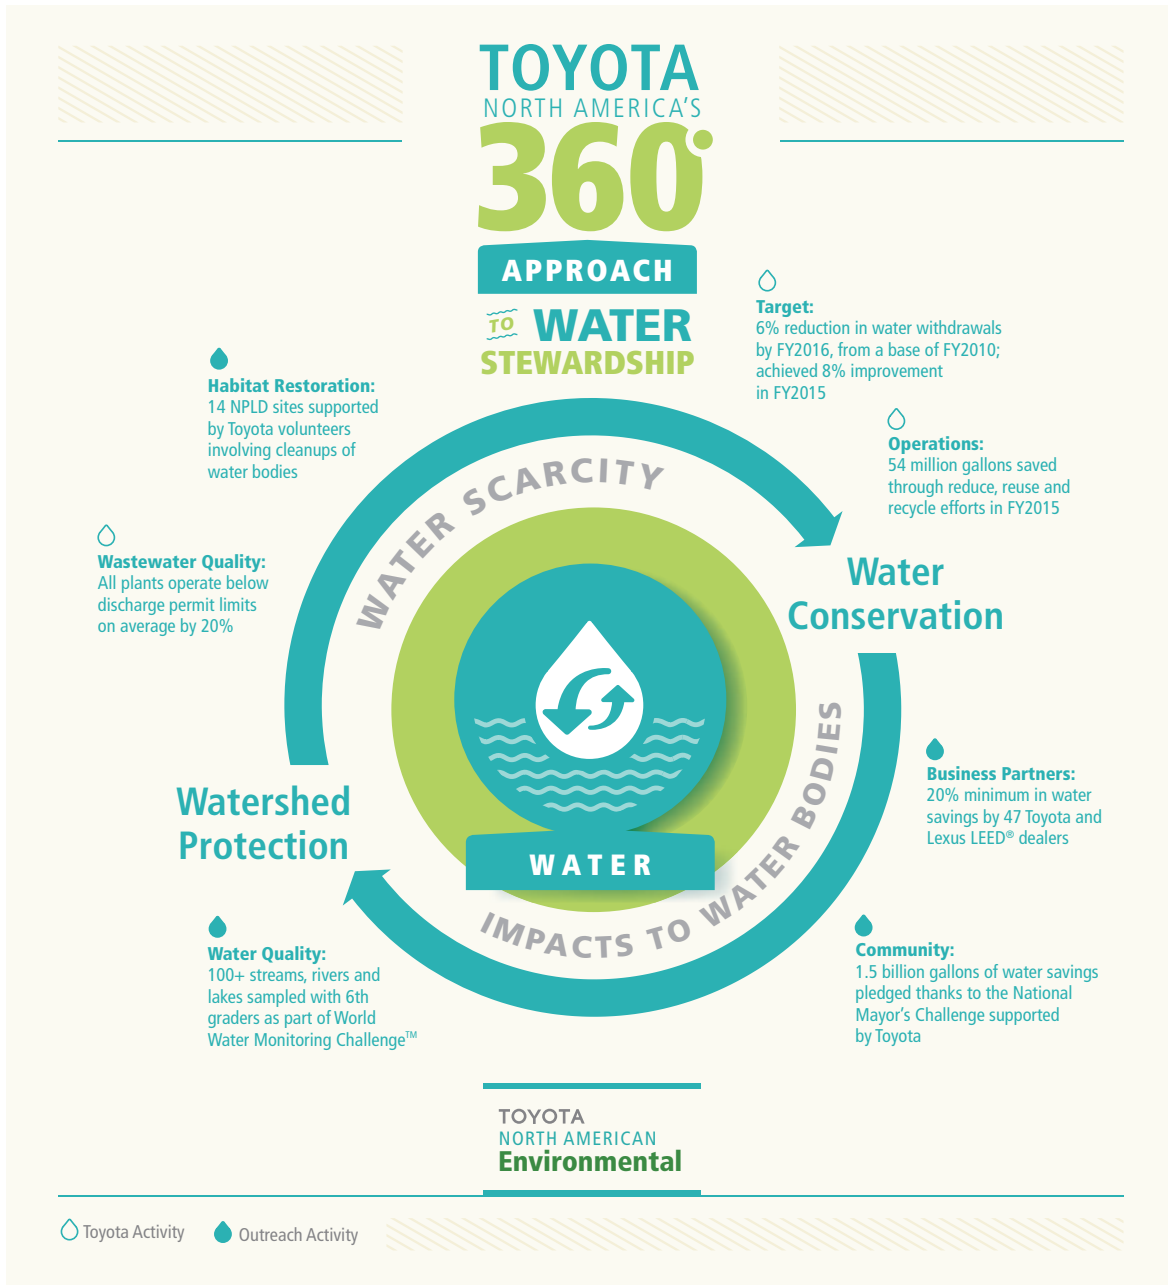 TOYOTA
NORTH AMERICA'S
360°
APPROACH
TO WATER
STEWARDSHIP
Target:
6% reduction in water withdrawals
by FY2016, from a base of FY2010;
achieved 8% improvement
in FY2015
Operations:
54 million gallons saved
through reduce, reuse and
recycle efforts in FY2015
Habitat Restoration:
14 NPLD sites supported
by Toyota volunteers
involving cleanups of
water bodies
Wastewater Quality:
All plants operate below
discharge permit limits
on average by 20%
WATER SCARCITY
Water
Conservation
Watershed
Protection
WATER
IMPACTS TO WATER BODIES
Business Partners:
20% minimum in water
savings by 47 Toyota and
Lexus LEED® dealers
Community:
1.5 billion gallons of water savings
pledged thanks to the National
Mayor's Challenge supported
by Toyota
Water Quality:
100+ streams, rivers and
lakes sampled with 6th
graders as part of World
Water Monitoring Challenge™
TOYOTA
NORTH AMERICAN
Environmental
Toyota Activity
Outreach Activity